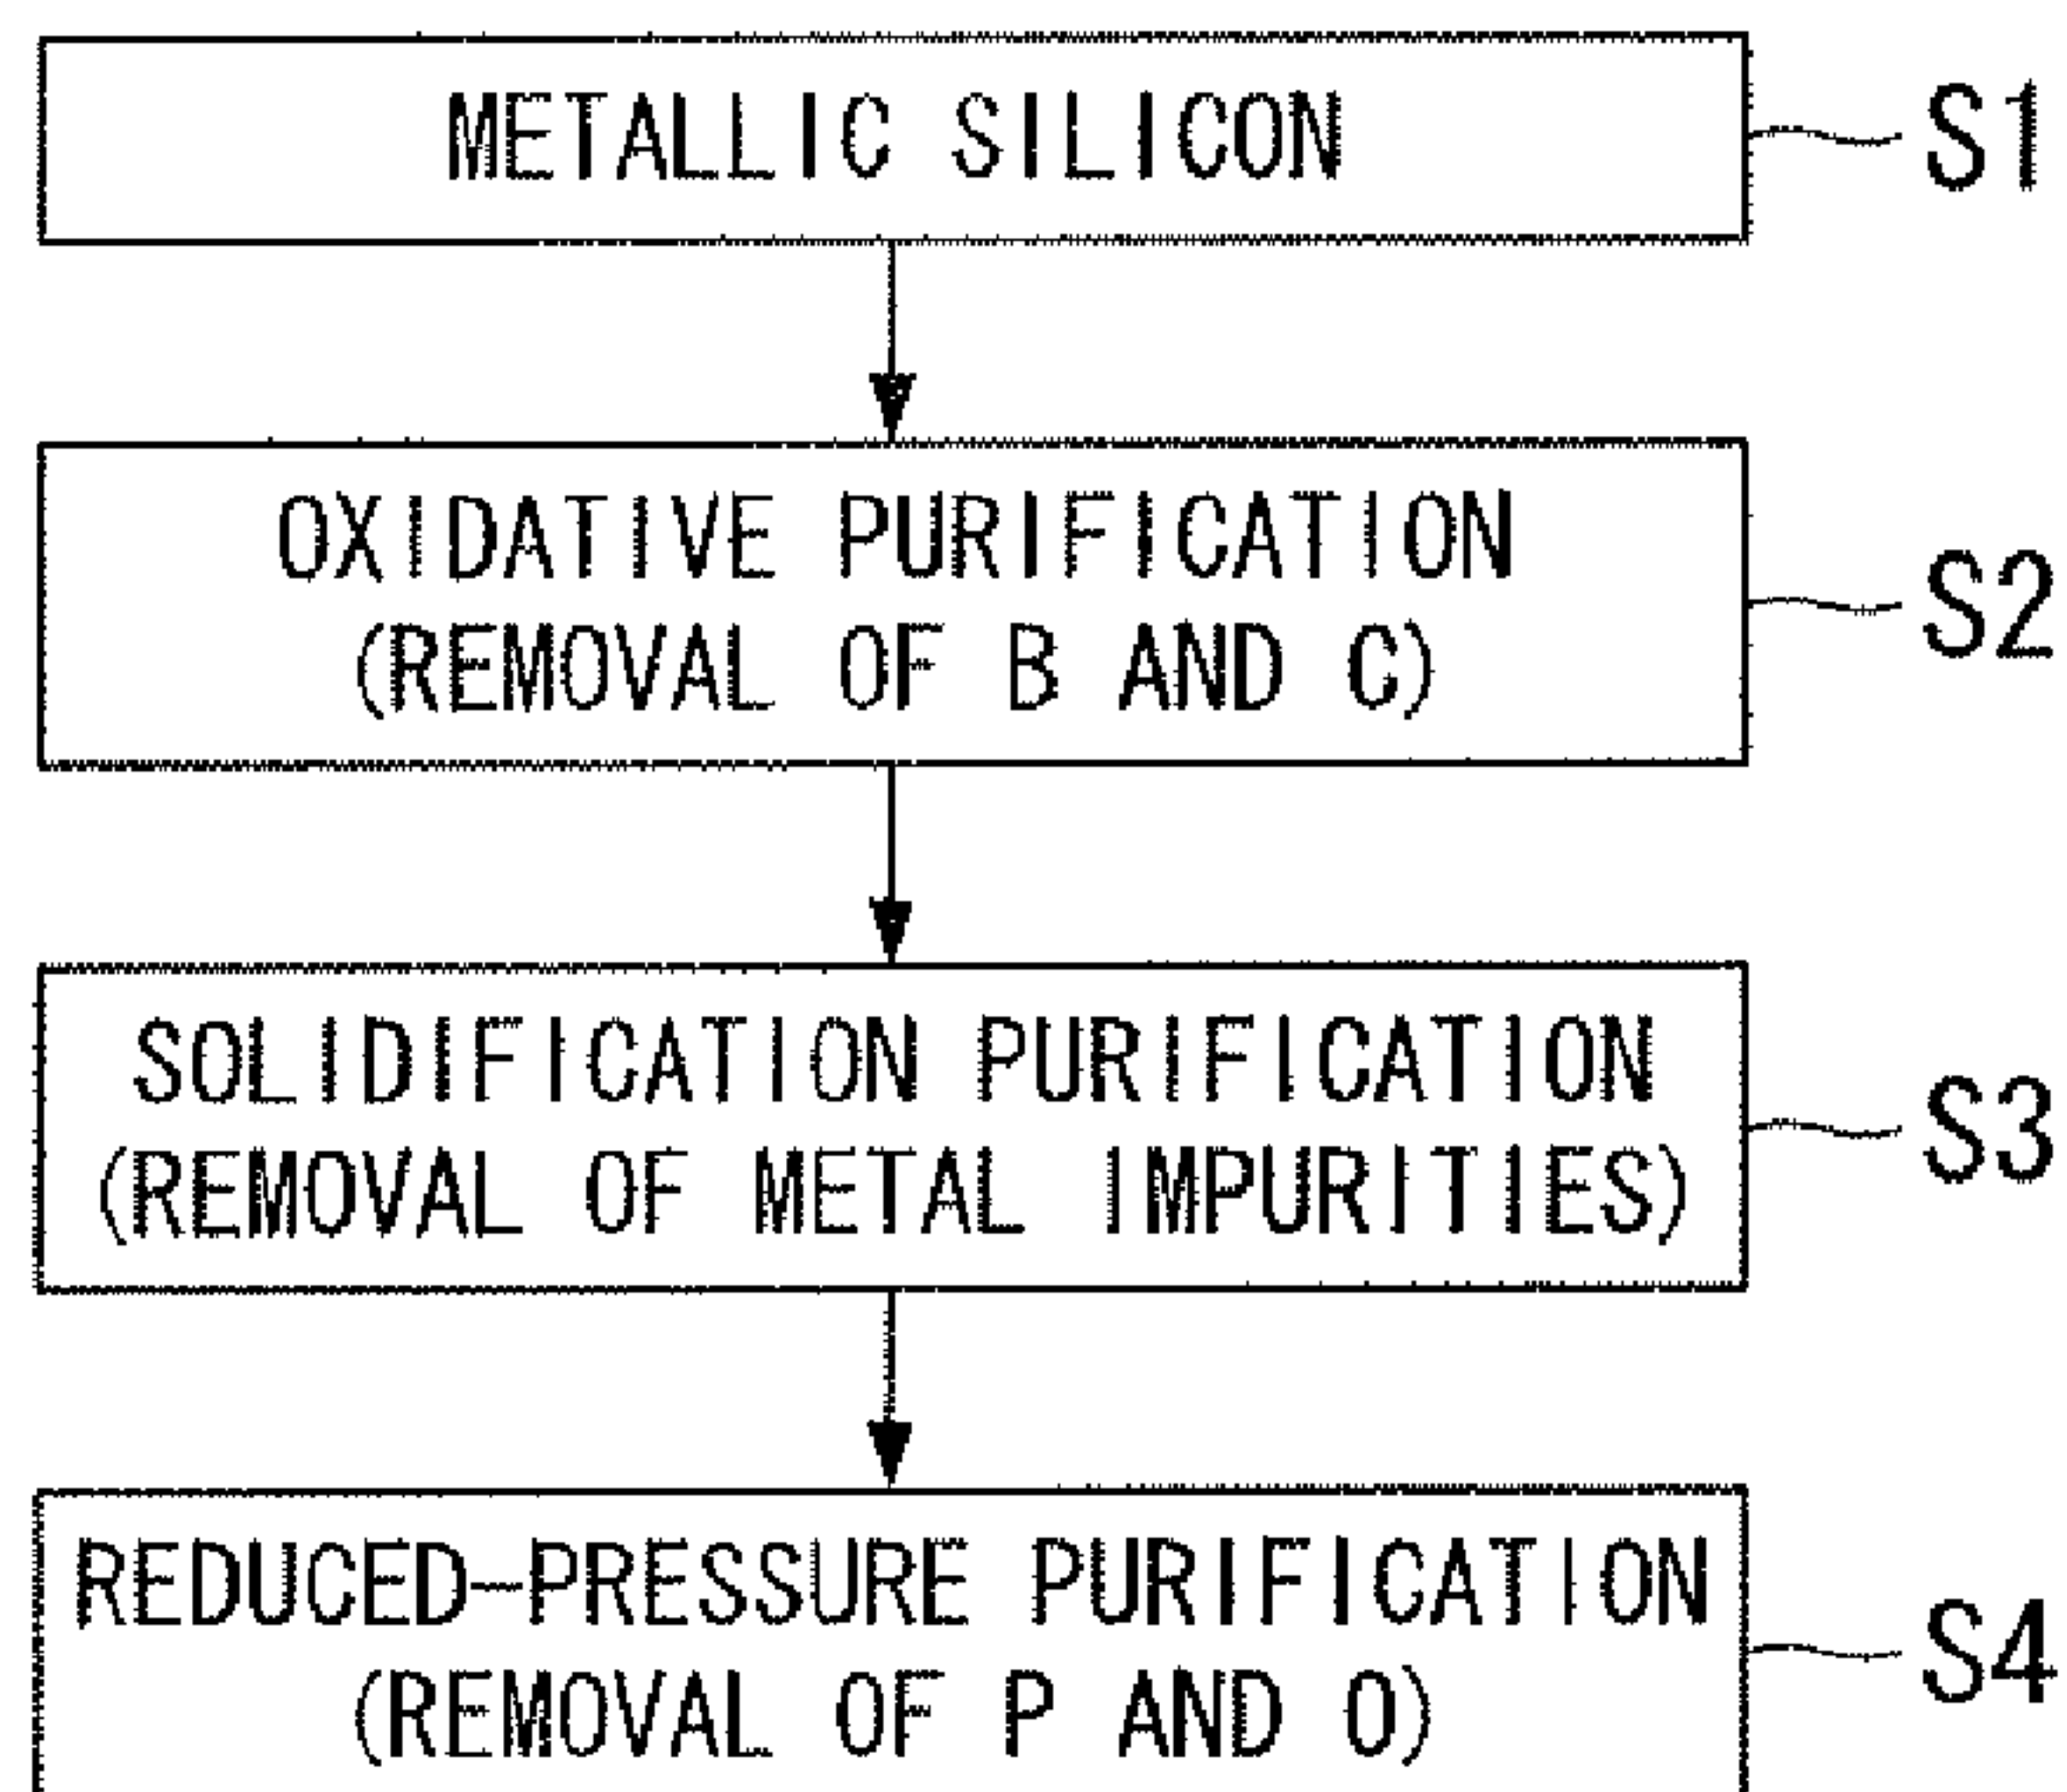 METALLIC SILICON
S1
OXIDATIVE PURIFICATION
(REMOVAL OF B AND C)
S2
SOLIDIFICATION PURIFICATION
(REMOVAL OF METAL IMPURITIES)
S3
REDUCED-PRESSURE PURIFICATION
(REMOVAL OF P AND O)
S4